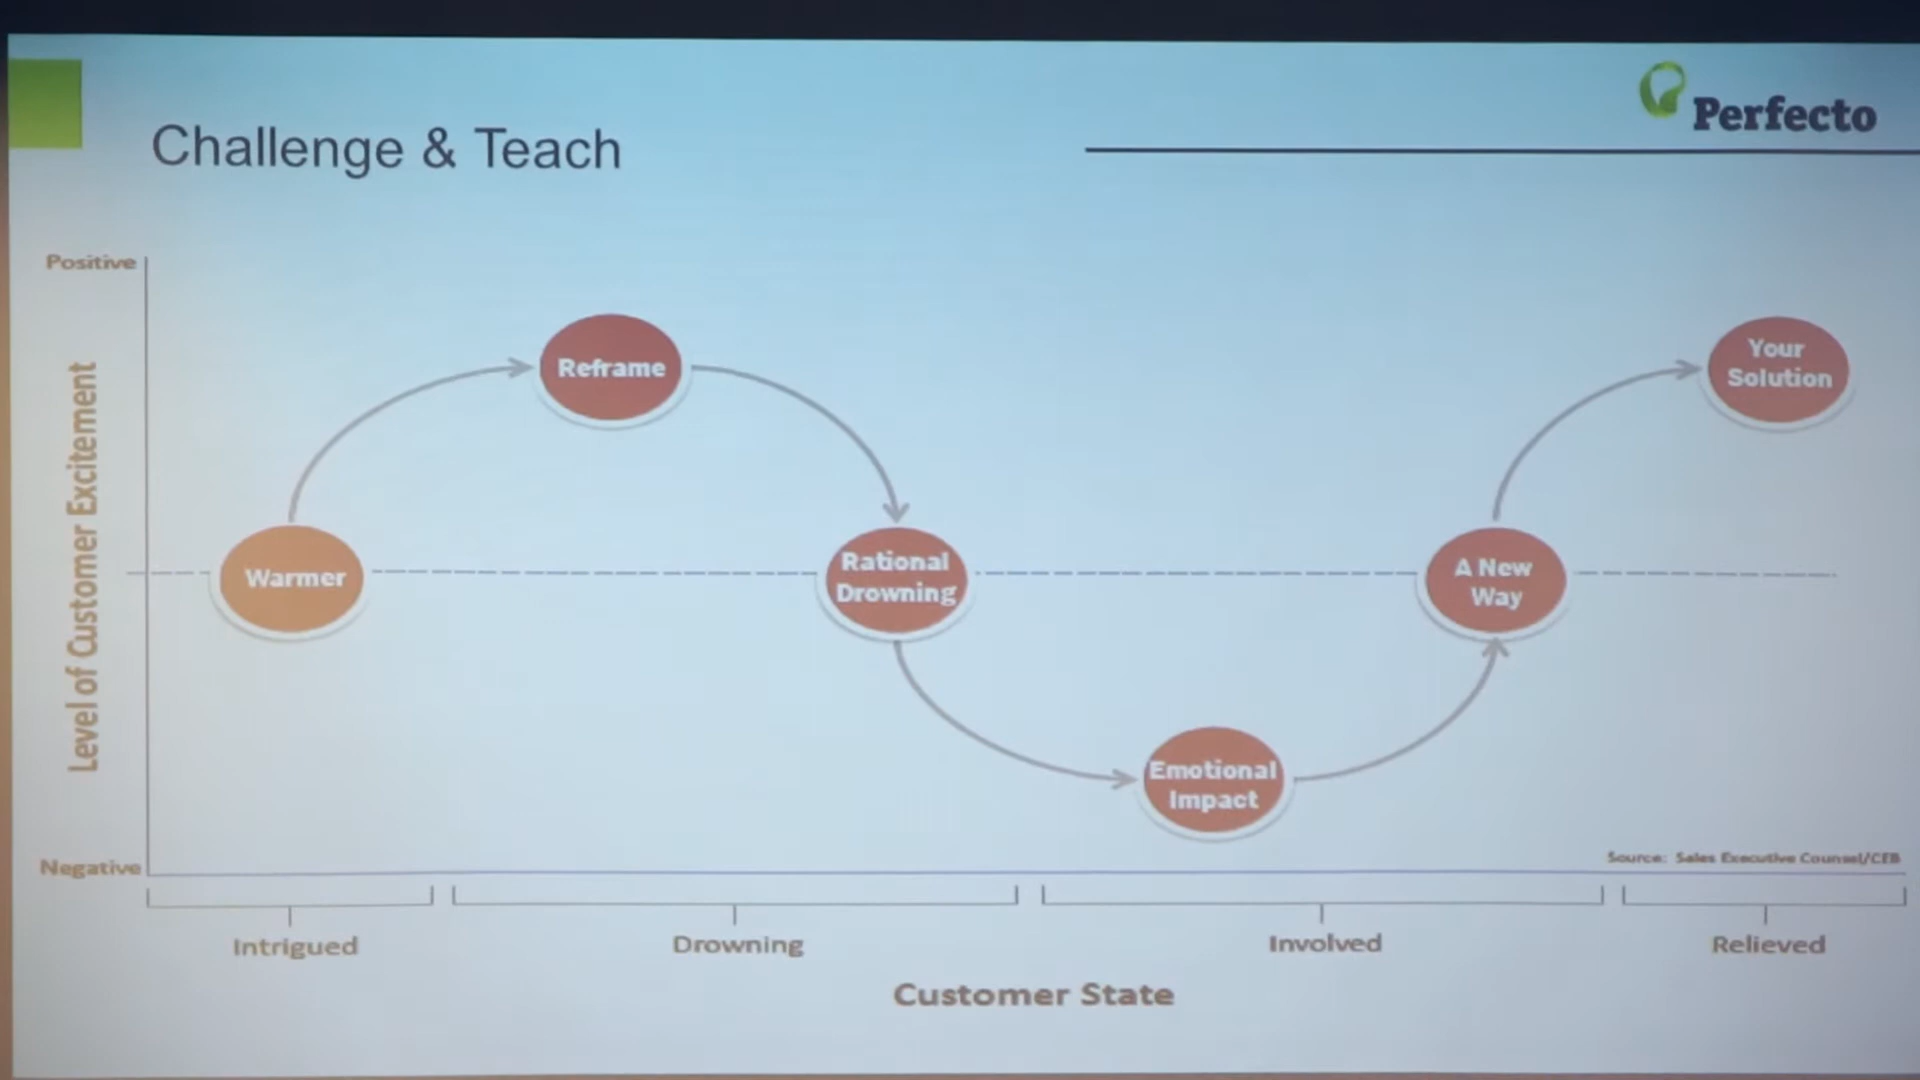 Perfecto
Challenge & Teach
Positive
Level of Customer Excitement
Negative
Warmer
Reframe
Rational
Drowning
Emotional
Impact
A New
Way
Your
Solution
Source: Sales Executive Counsel/CEB
Intrigued
Drowning
Involved
Relieved
Customer State